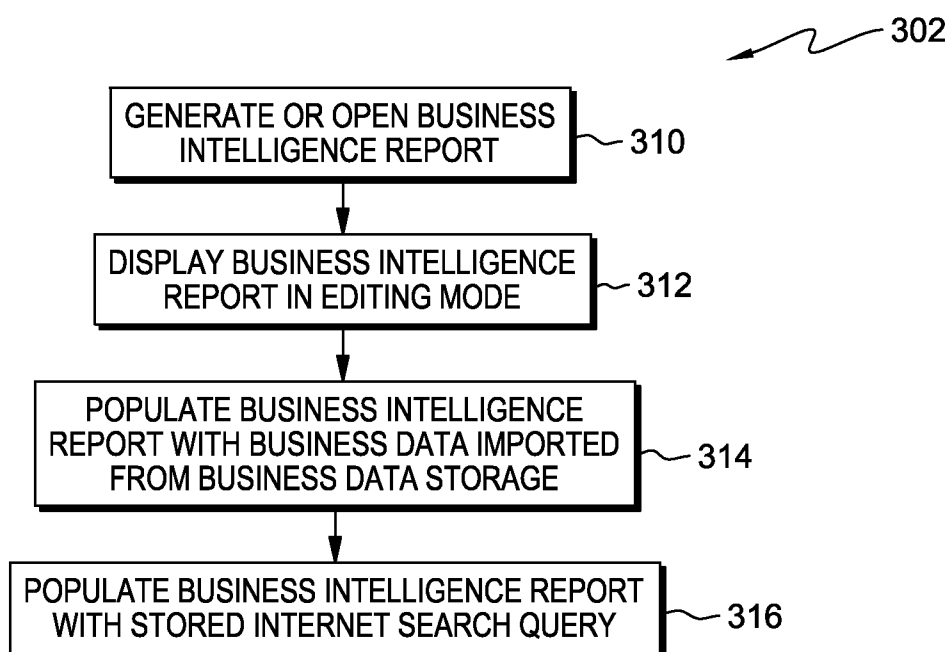 302
GENERATE OR OPEN BUSINESS
INTELLIGENCE REPORT
310
DISPLAY BUSINESS INTELLIGENCE
REPORT IN EDITING MODE
312
POPULATE BUSINESS INTELLIGENCE
REPORT WITH BUSINESS DATA IMPORTED
FROM BUSINESS DATA STORAGE
314
POPULATE BUSINESS INTELLIGENCE REPORT
WITH STORED INTERNET SEARCH QUERY
316